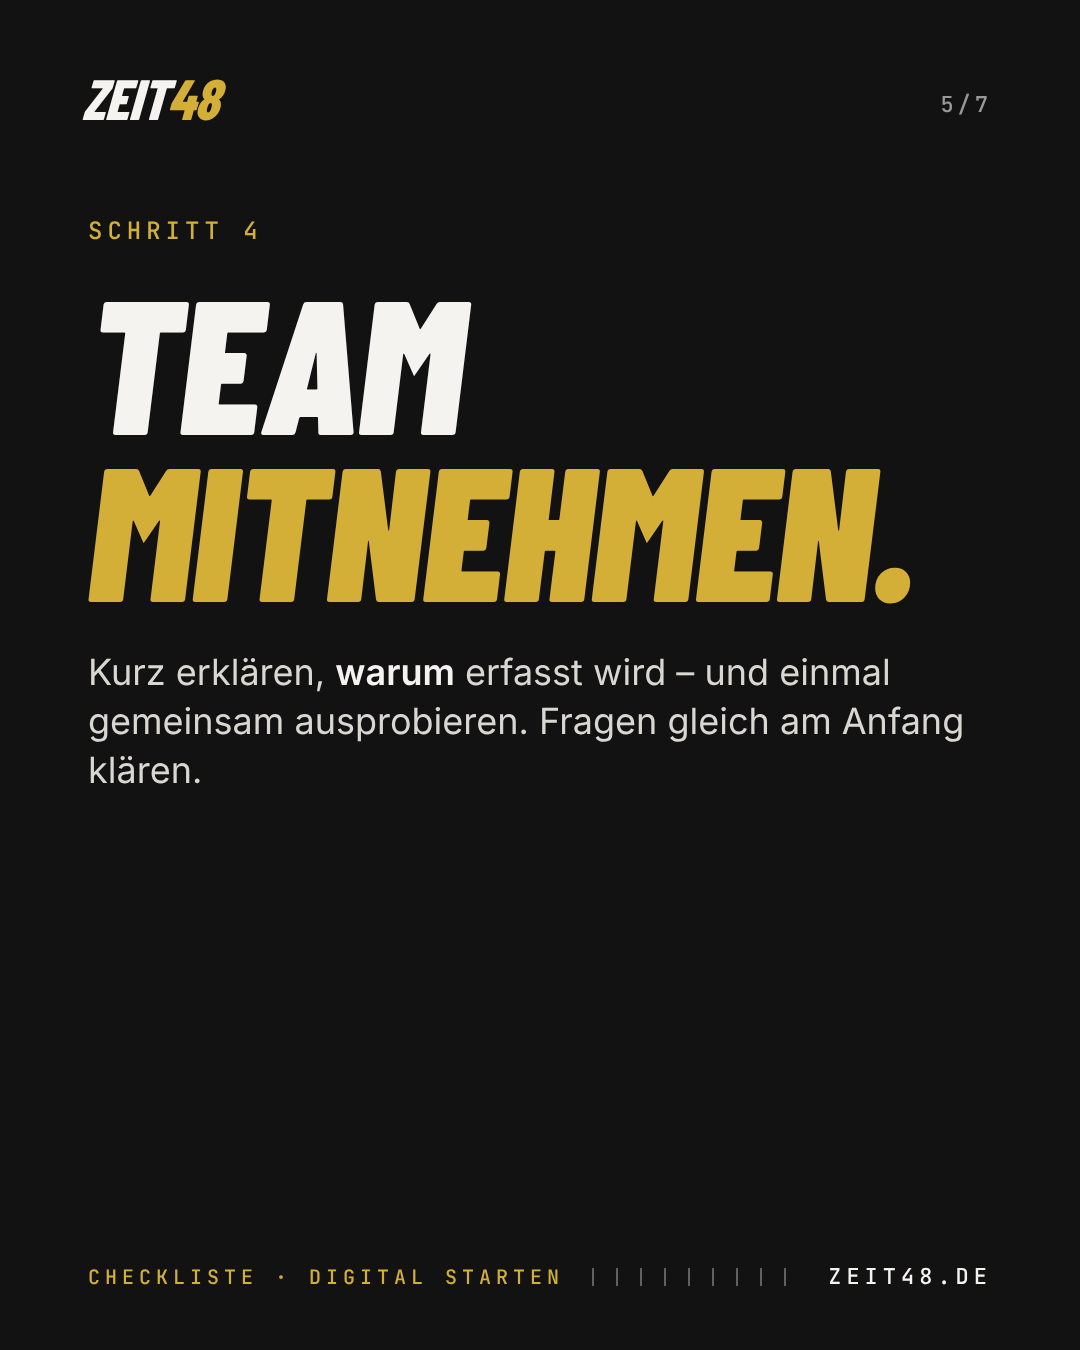 ZEIT48
5/7
SCHRITT 4
TEAM
MITNEHMEN.
Kurz erklären, warum erfasst wird – und einmal
gemeinsam ausprobieren. Fragen gleich am Anfang
klären.
CHECKLISTE · DIGITAL STARTEN
ZEIT48.DE